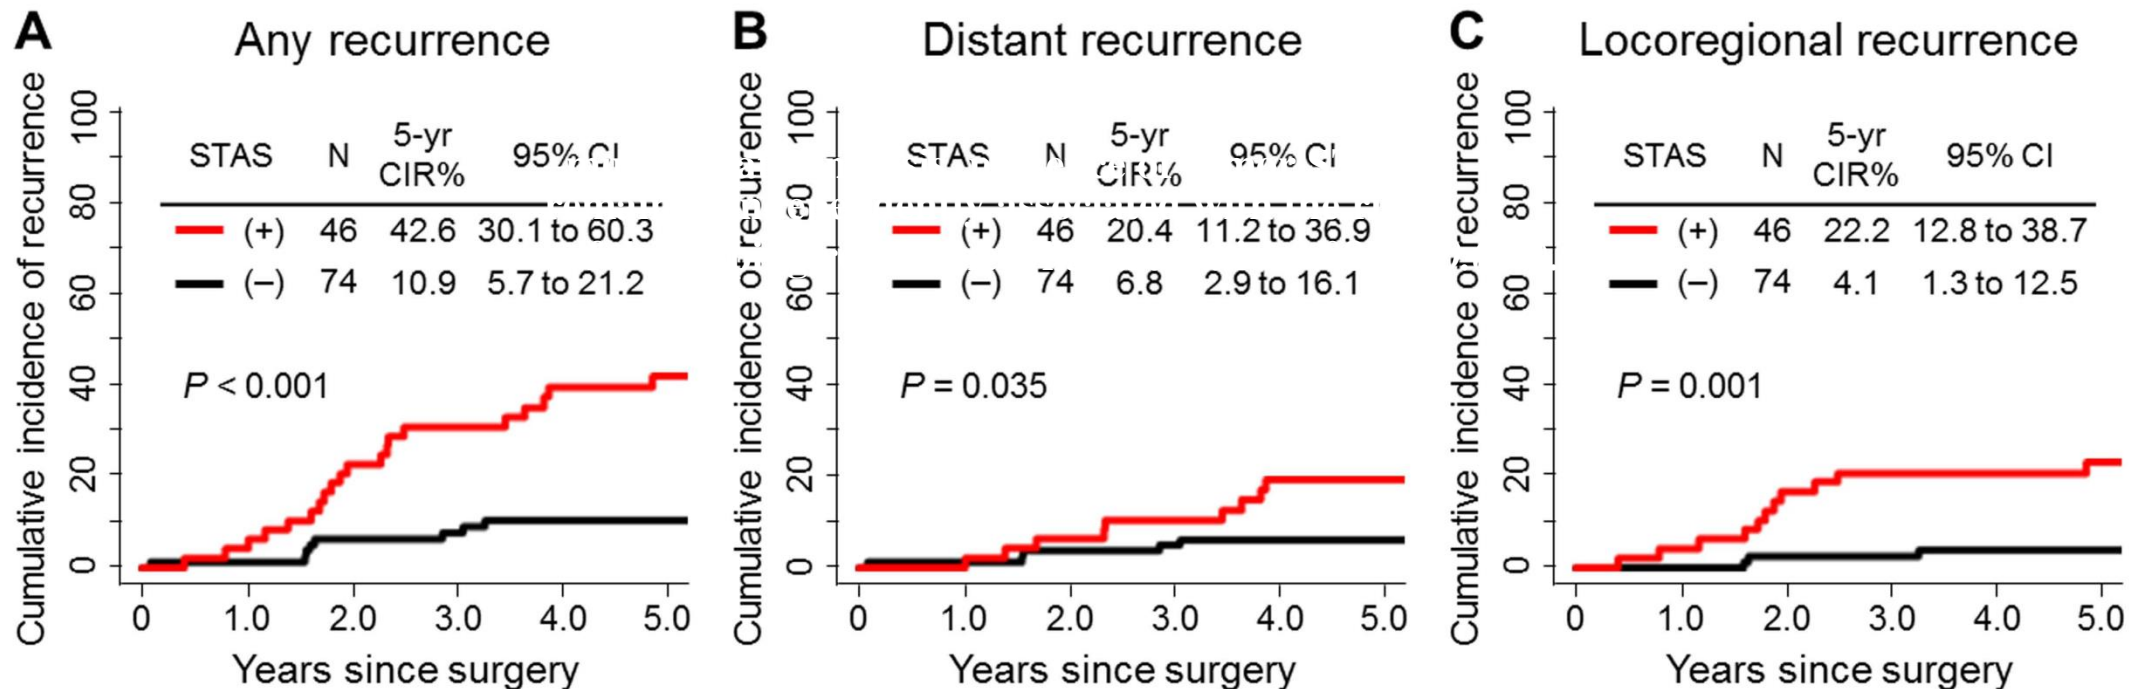 A Any recurrence
Cumulative incidence of recurrence
100
80
60
40
20
0
STAS N 5-yr CIR% 95% CI
(+) 46 42.6 30.1 to 60.3
(–) 74 10.9 5.7 to 21.2
P < 0.001
0 1.0 2.0 3.0 4.0 5.0
Years since surgery
B Distant recurrence
Cumulative incidence of recurrence
100
80
60
40
20
0
STAS N 5-yr CIR% 95% CI
(+) 46 20.4 11.2 to 36.9
(–) 74 6.8 2.9 to 16.1
P = 0.035
0 1.0 2.0 3.0 4.0 5.0
Years since surgery
C Locoregional recurrence
Cumulative incidence of recurrence
100
80
60
40
20
0
STAS N 5-yr CIR% 95% CI
(+) 46 22.2 12.8 to 38.7
(–) 74 4.1 1.3 to 12.5
P = 0.001
0 1.0 2.0 3.0 4.0 5.0
Years since surgery